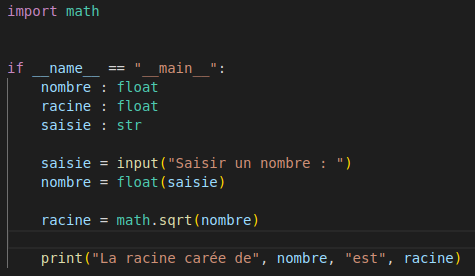 import math
if __name__ == "__main__":
    nombre : float
    racine : float
    saisie : str
    saisie = input("Saisir un nombre : ")
    nombre = float(saisie)
    racine = math.sqrt(nombre)
    print("La racine carée de", nombre, "est", racine)